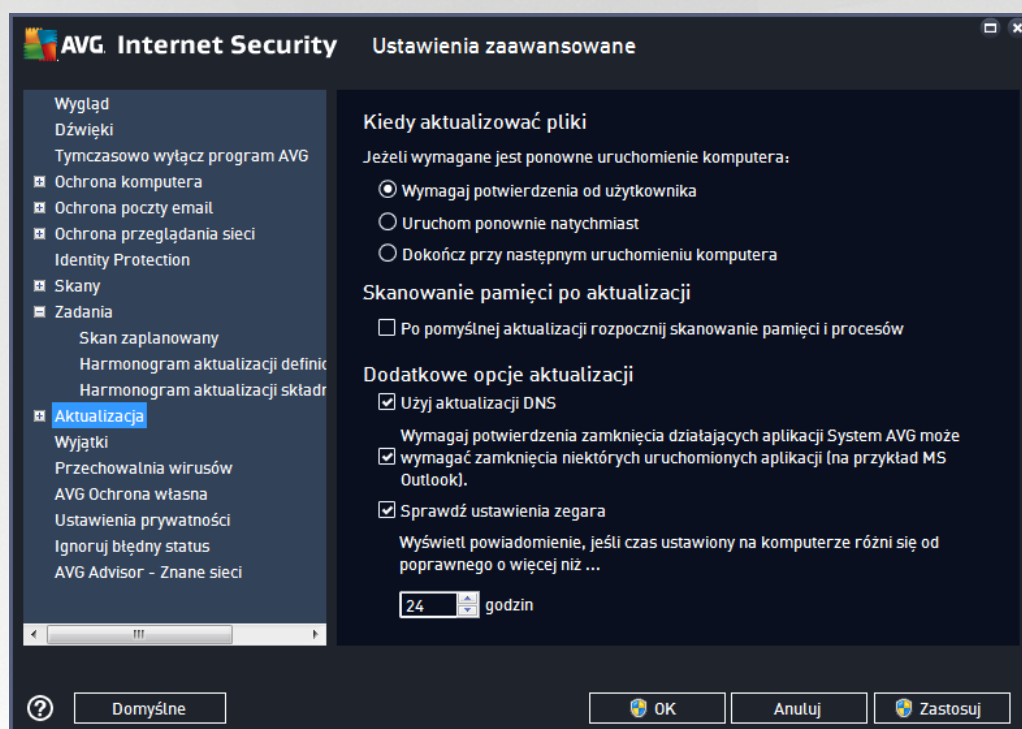 AVG. Internet Security
Ustawienia zaawansowane
Wygląd
Dźwięki
Tymczasowo wyłącz program AVG
Ochrona komputera
Ochrona poczty email
Ochrona przeglądania sieci
Identity Protection
Skany
Zadania
Skan zaplanowany
Harmonogram aktualizacji definic
Harmonogram aktualizacji składr
Aktualizacja
Wyjątki
Przechowalnia wirusów
AVG Ochrona własna
Ustawienia prywatności
Ignoruj błędny status
AVG Advisor - Znane sieci
Kiedy aktualizować pliki
Jeżeli wymagane jest ponowne uruchomienie komputera:
Wymagaj potwierdzenia od użytkownika
Uruchom ponownie natychmiast
Dokończ przy następnym uruchomieniu komputera
Skanowanie pamięci po aktualizacji
Po pomyślnej aktualizacji rozpocznij skanowanie pamięci i procesów
Dodatkowe opcje aktualizacji
Użyj aktualizacji DNS
Wymagaj potwierdzenia zamknięcia działających aplikacji System AVG może
wymagać zamknięcia niektórych uruchomionych aplikacji (na przykład MS
Outlook).
Sprawdź ustawienia zegara
Wyświetl powiadomienie, jeśli czas ustawiony na komputerze różni się od
poprawnego o więcej niż ...
24 godzin
Domyślne
OK
Anuluj
Zastosuj